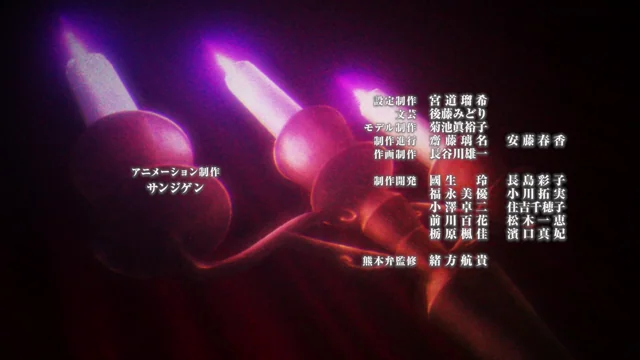 アニメーション制作
サンジゲン
設定制作 宮道瑠希
文芸 後藤みどり
モデル制作 菊池眞裕子
制作進行 齋藤璃名 安藤春香
作画制作 長谷川雄一
制作開発 國生玲 長島彩子
福永美優 小川拓実
小澤卓二 住吉千穂子
前川百花 松木一恵
栃原楓佳 濱口真妃
熊本弁監修 緒方航貴